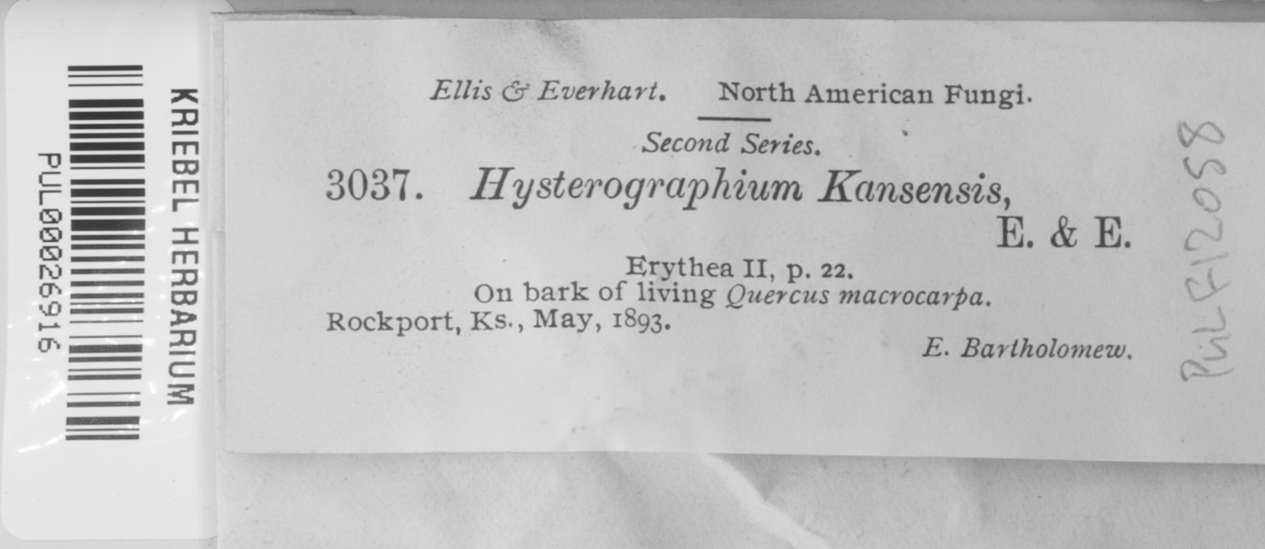 Ellis & Everhart. North American Fungi.
Second Series.
3037. Hysterographium Kansensis,
E. & E.
Erythea II, p. 22.
On bark of living Quercus macrocarpa.
Rockport, Ks., May, 1893.
E. Bartholomew.
KRIEBEL HERBARIUM
PUL00026916
PUL F12058